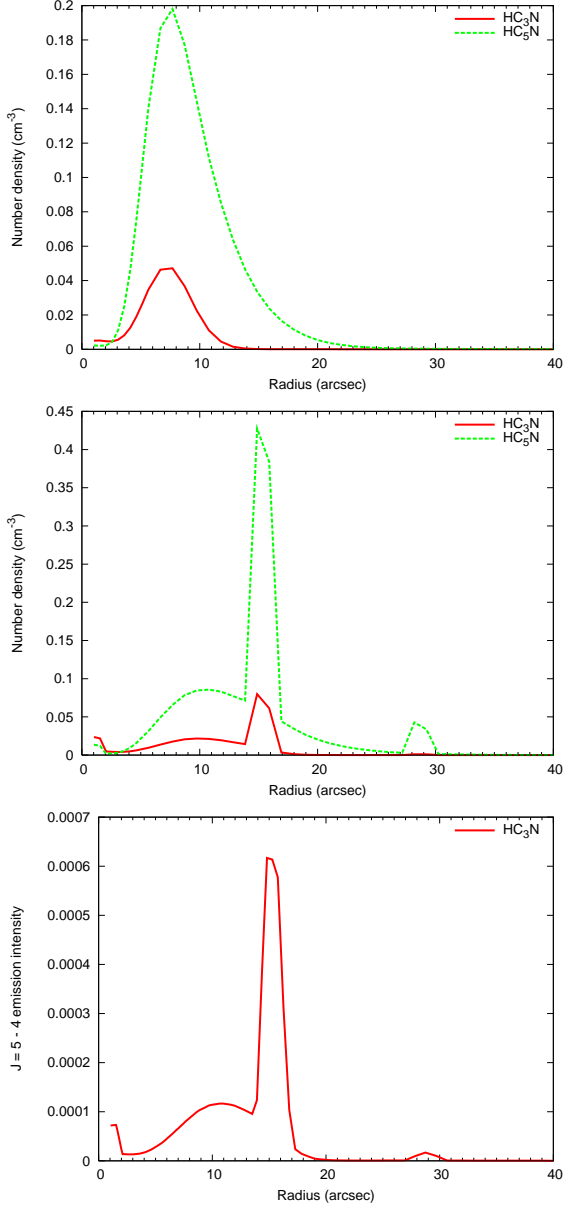 0.2
0.18
0.16
0.14
0.12
0.1
0.08
0.06
0.04
0.02
0
Number density (cm⁻³)
HC₃N
HC₅N
0 10 20 30 40
Radius (arcsec)
0.45
0.4
0.35
0.3
0.25
0.2
0.15
0.1
0.05
0
Number density (cm⁻³)
HC₃N
HC₅N
0 10 20 30 40
Radius (arcsec)
0.0007
0.0006
0.0005
0.0004
0.0003
0.0002
0.0001
0
J = 5 - 4 emission intensity
HC₃N
0 10 20 30 40
Radius (arcsec)